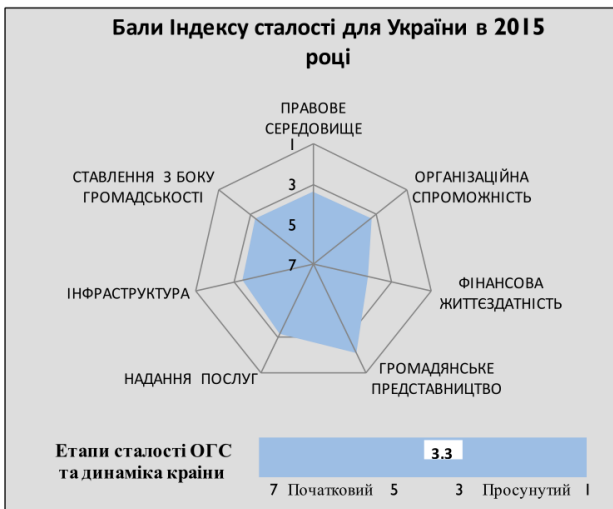 Бали Індексу сталості для України в 2015
році
ПРАВОВЕ
СЕРЕДОВИЩЕ
1
СТАВЛЕННЯ З БОКУ
ГРОМАДСЬКОСТІ
3
ОРГАНІЗАЦІЙНА
СПРОМОЖНІСТЬ
5
7
ІНФРАСТРУКТУРА
ФІНАНСОВА
ЖИТТЄЗДАТНІСТЬ
НАДАННЯ ПОСЛУГ
ГРОМАДЯНСЬКЕ
ПРЕДСТАВНИЦТВО
Етапи сталості ОГС
та динаміка країни
3.3
7 Початковий 5 3 Просунутий 1